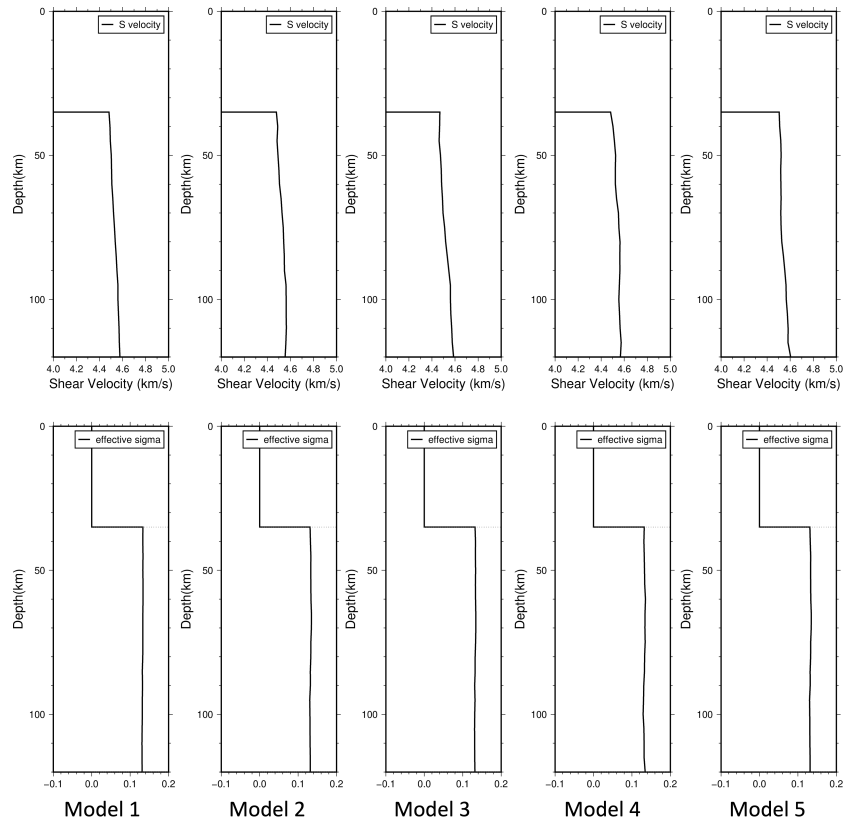 0
50
100
Depth(km)
S velocity
4.0 4.2 4.4 4.6 4.8 5.0
Shear Velocity (km/s)
0
50
100
Depth(km)
S velocity
4.0 4.2 4.4 4.6 4.8 5.0
Shear Velocity (km/s)
0
50
100
Depth(km)
S velocity
4.0 4.2 4.4 4.6 4.8 5.0
Shear Velocity (km/s)
0
50
100
Depth(km)
S velocity
4.0 4.2 4.4 4.6 4.8 5.0
Shear Velocity (km/s)
0
50
100
Depth(km)
S velocity
4.0 4.2 4.4 4.6 4.8 5.0
Shear Velocity (km/s)
0
50
100
Depth(km)
effective sigma
−0.1 0.0 0.1 0.2
Model 1
0
50
100
Depth(km)
effective sigma
−0.1 0.0 0.1 0.2
Model 2
0
50
100
Depth(km)
effective sigma
−0.1 0.0 0.1 0.2
Model 3
0
50
100
Depth(km)
effective sigma
−0.1 0.0 0.1 0.2
Model 4
0
50
100
Depth(km)
effective sigma
−0.1 0.0 0.1 0.2
Model 5